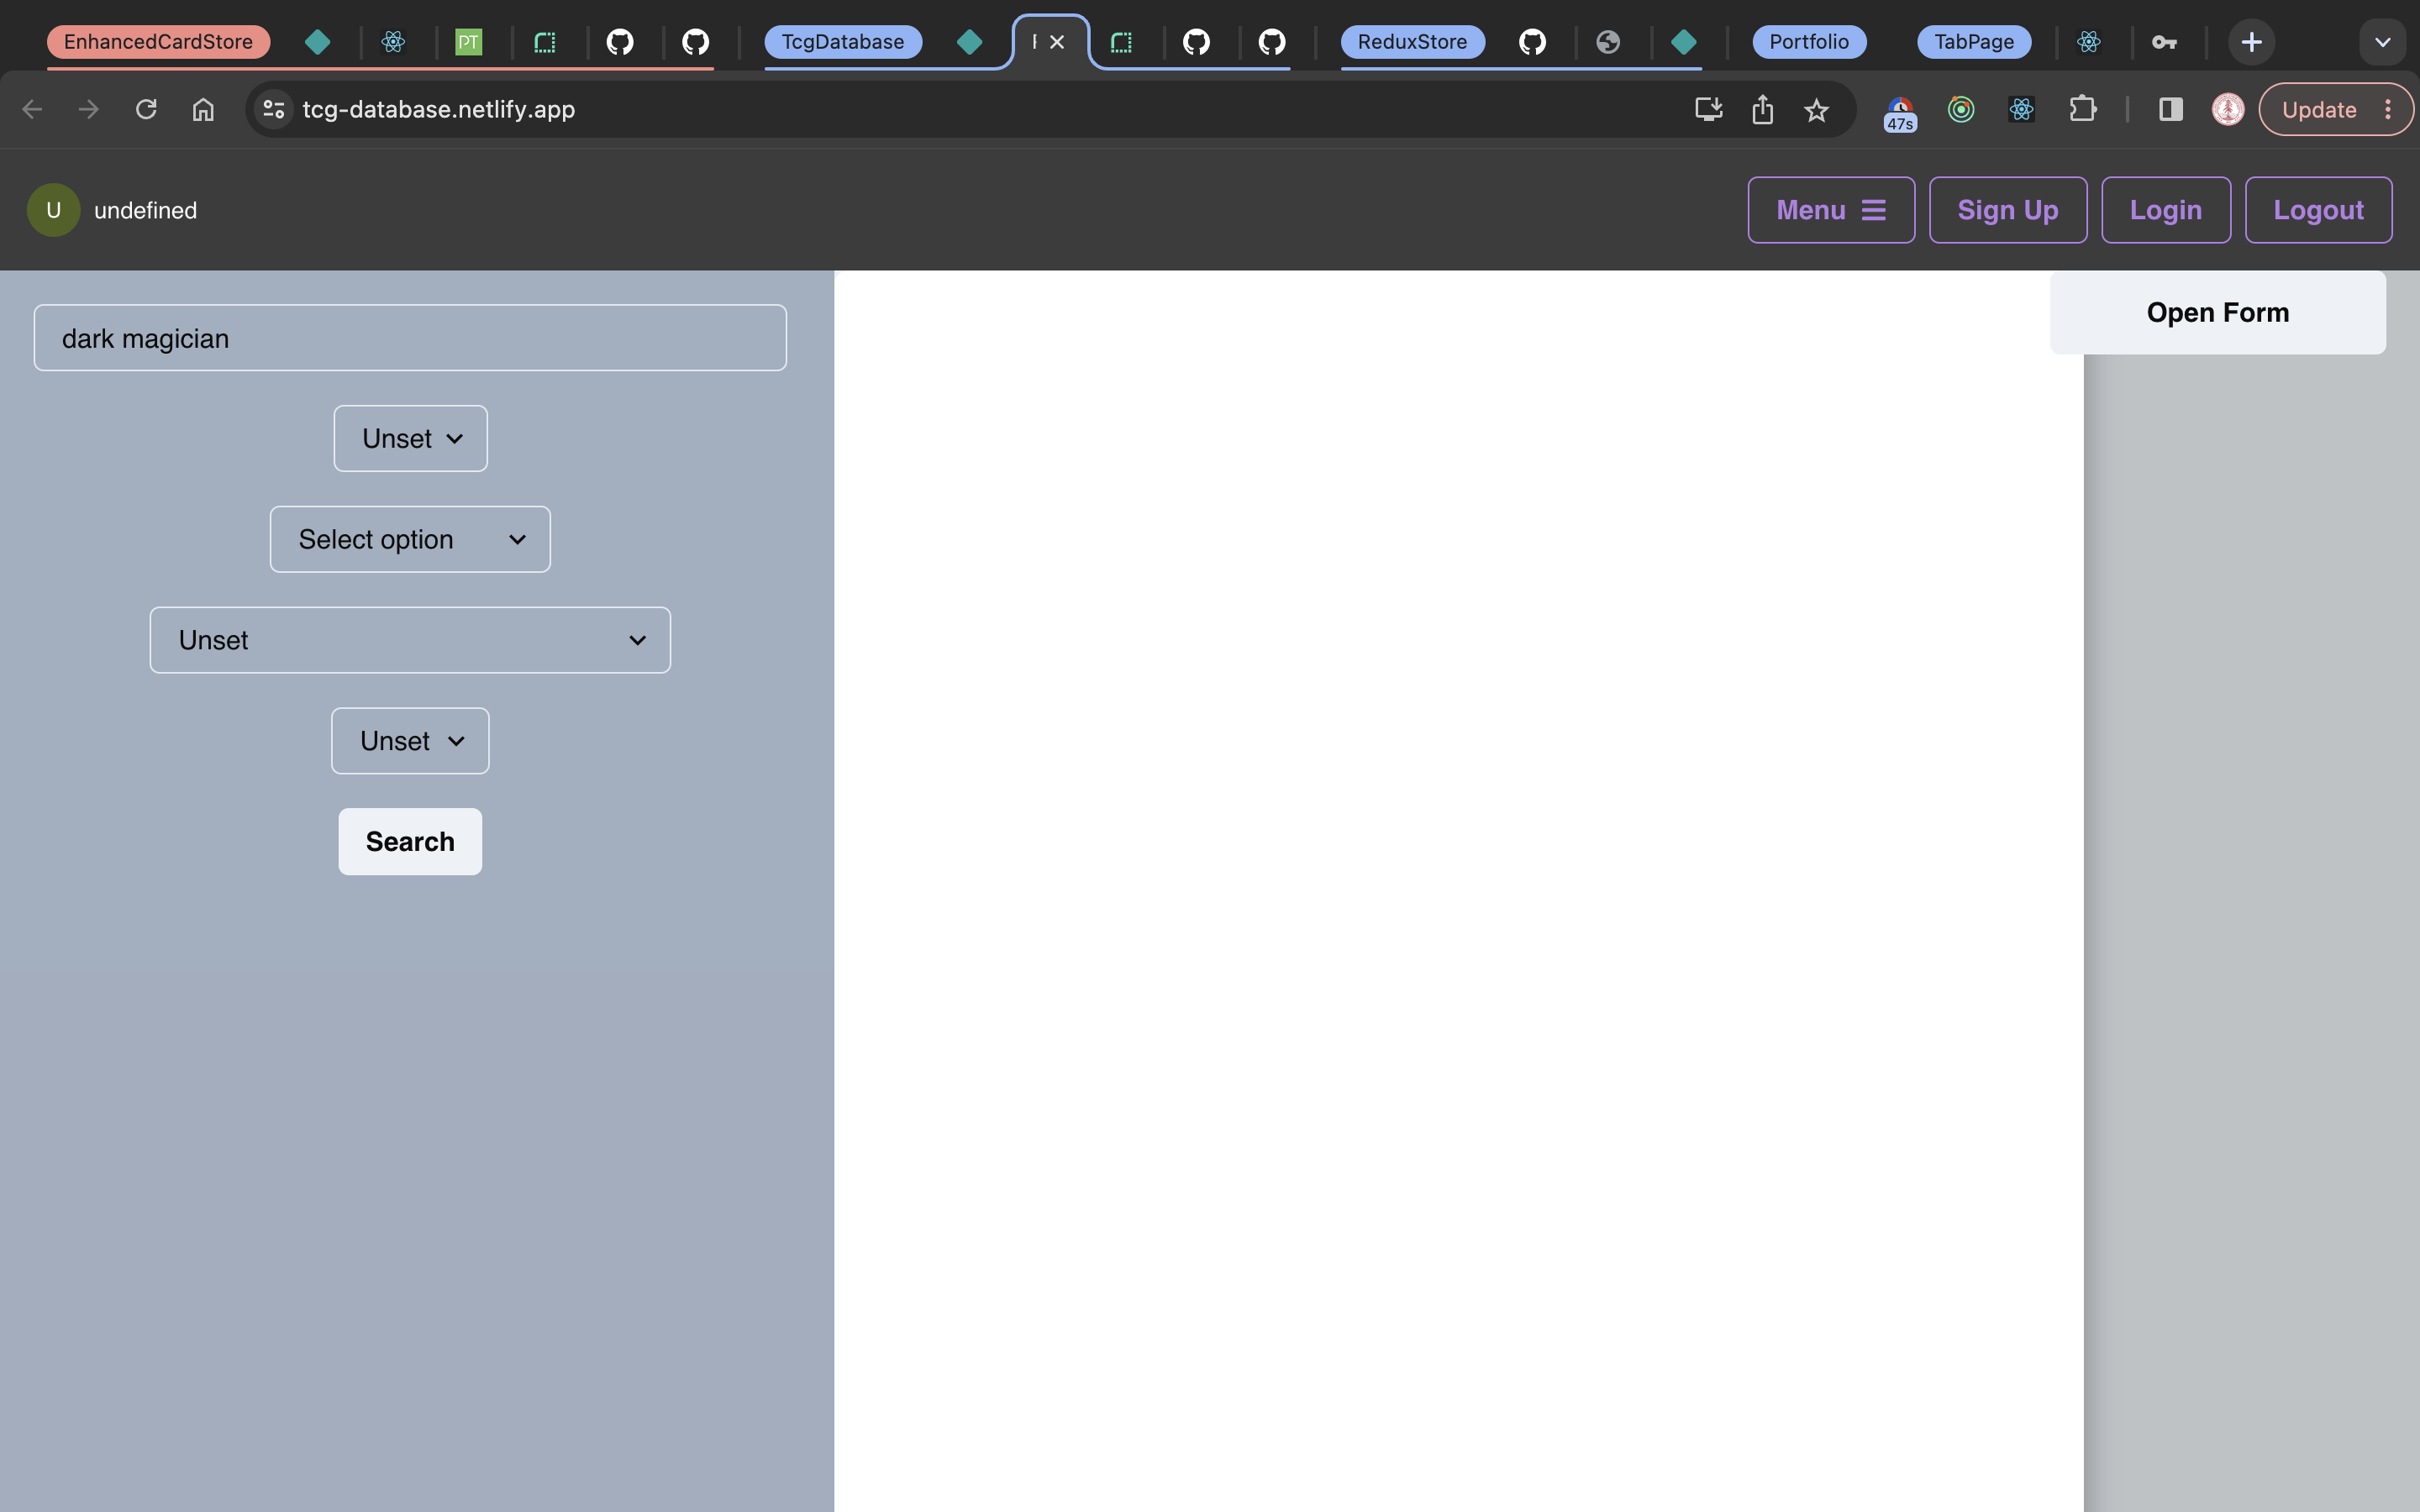 EnhancedCardStore PT TcgDatabase ReduxStore Portfolio TabPage
tcg-database.netlify.app 47s Update
U undefined Menu Sign Up Login Logout
dark magician
Open Form
Unset
Select option
Unset
Unset
Search